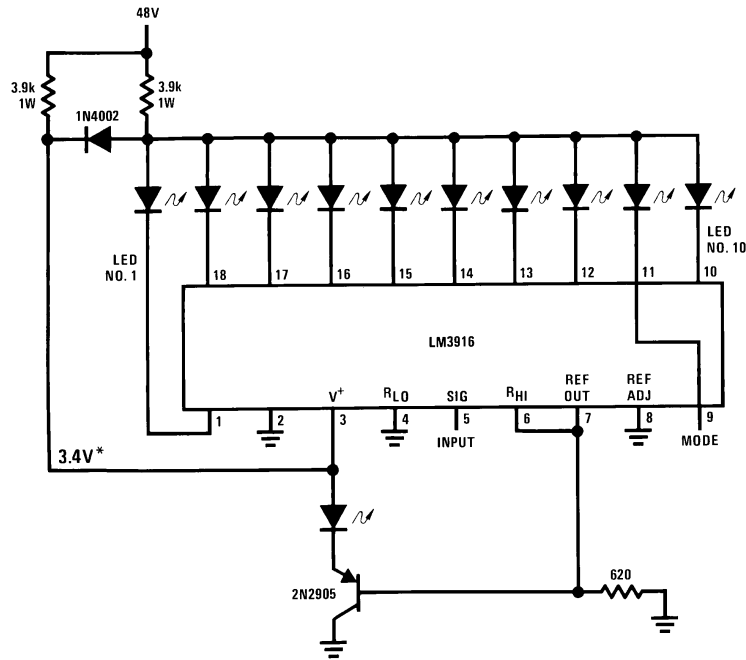 48V
3.9k
1W
3.9k
1W
1N4002
LED
NO. 1
LED
NO. 10
18
17
16
15
14
13
12
11
10
LM3916
V+
RLO
SIG
RHI
REF
OUT
REF
ADJ
1
2
3
4
5
6
7
8
9
INPUT
MODE
3.4V*
2N2905
620